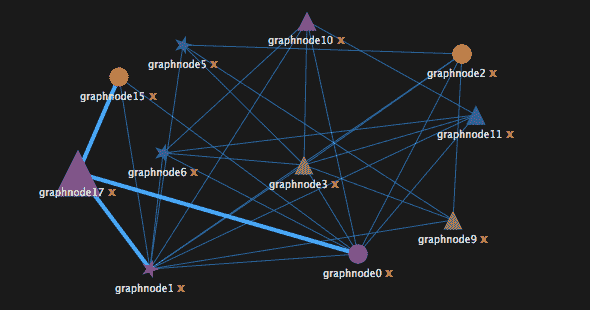 graphnode10 x
graphnode5 x
graphnode2 x
graphnode15 x
graphnode11 x
graphnode6 x
graphnode3 x
graphnode17 x
graphnode9 x
graphnode0 x
graphnode1 x